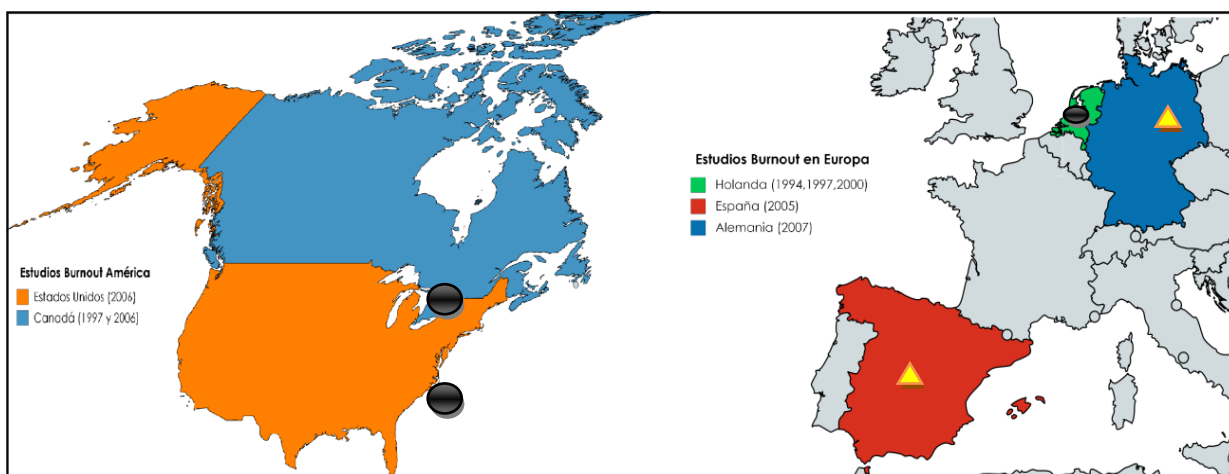 Estudios Burnout América
Estados Unidos (2006)
Canadá (1997 y 2006)
Estudios Burnout en Europa
Holanda (1994,1997,2000)
España (2005)
Alemania (2007)